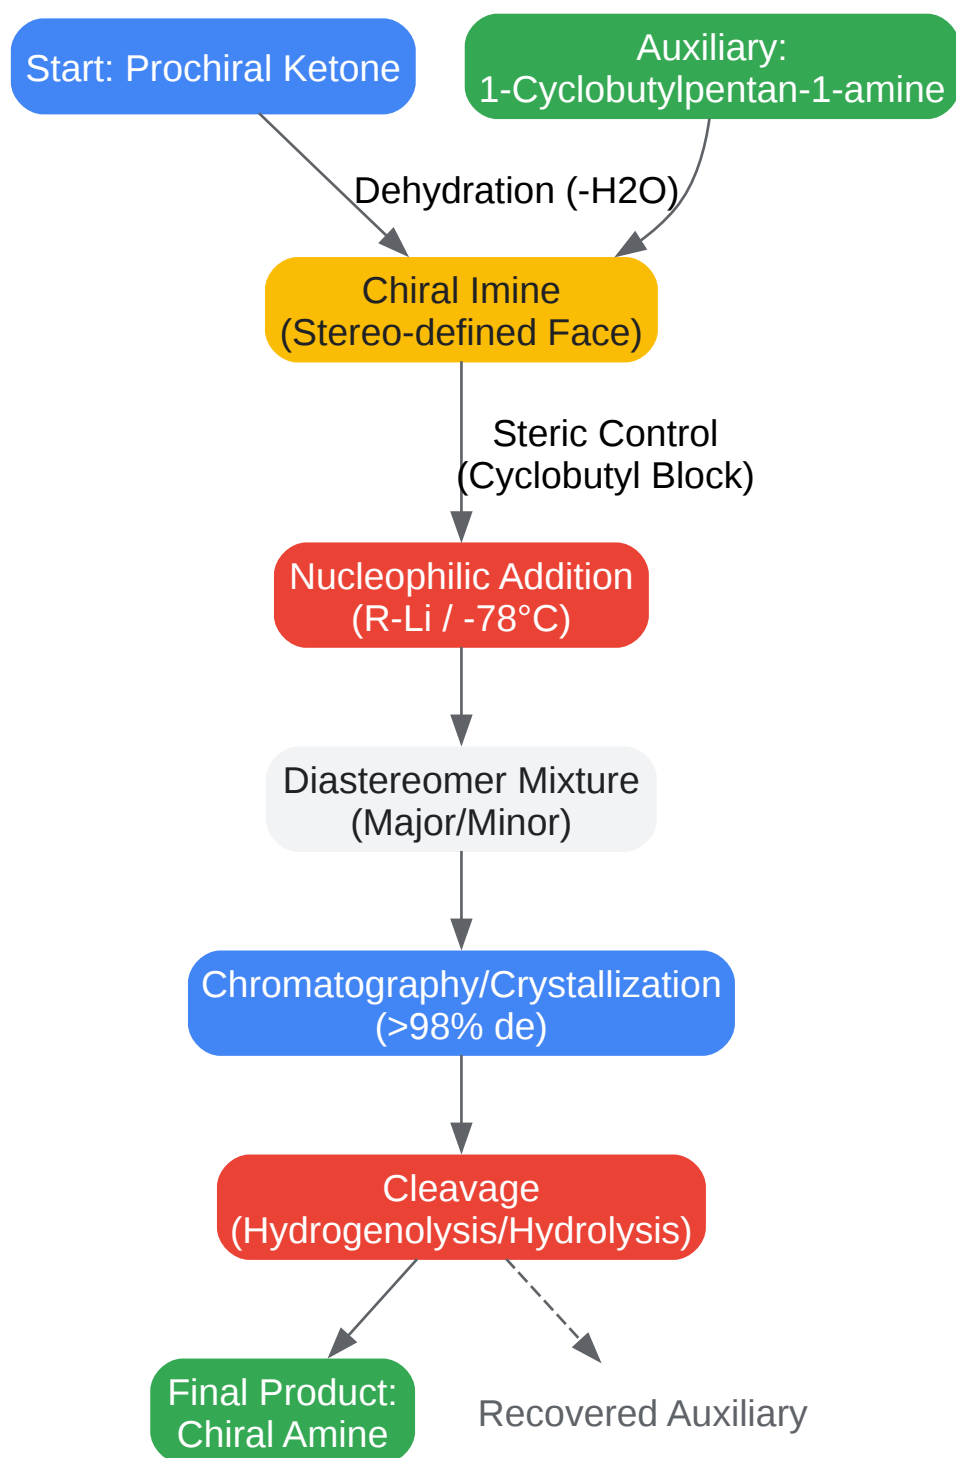 Start: Prochiral Ketone
Auxiliary:
1-Cyclobutylpentan-1-amine
Dehydration (-H2O)
Chiral Imine
(Stereo-defined Face)
Steric Control
(Cyclobutyl Block)
Nucleophilic Addition
(R-Li / -78°C)
Diastereomer Mixture
(Major/Minor)
Chromatography/Crystallization
(>98% de)
Cleavage
(Hydrogenolysis/Hydrolysis)
Final Product:
Chiral Amine
Recovered Auxiliary